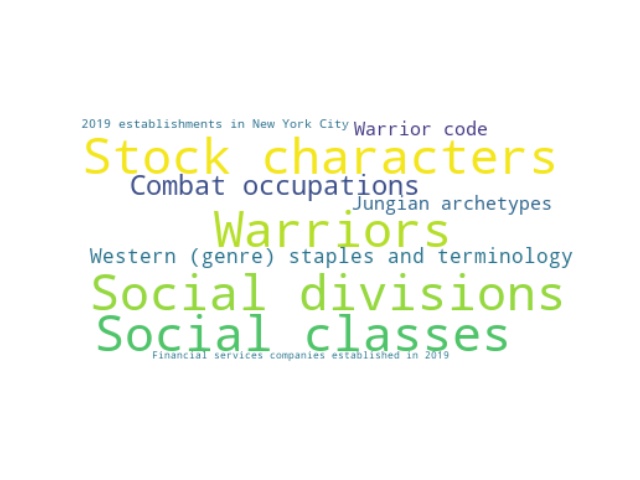 2019 establishments in New York City
Warrior code
Stock characters
Combat occupations
Jungian archetypes
Warriors
Western (genre) staples and terminology
Social divisions
Social classes
Financial services companies established in 2019